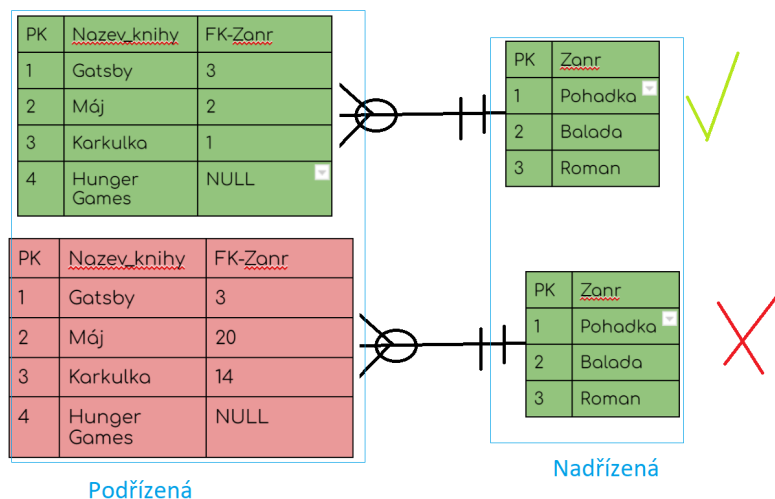 PK Nazev_knihy FK-Zanr
1 Gatsby 3
2 Máj 2
3 Karkulka 1
4 Hunger Games NULL
PK Zanr
1 Pohadka
2 Balada
3 Roman
PK Nazev_knihy FK-Zanr
1 Gatsby 3
2 Máj 20
3 Karkulka 14
4 Hunger Games NULL
PK Zanr
1 Pohadka
2 Balada
3 Roman
Podřízená
Nadřízená